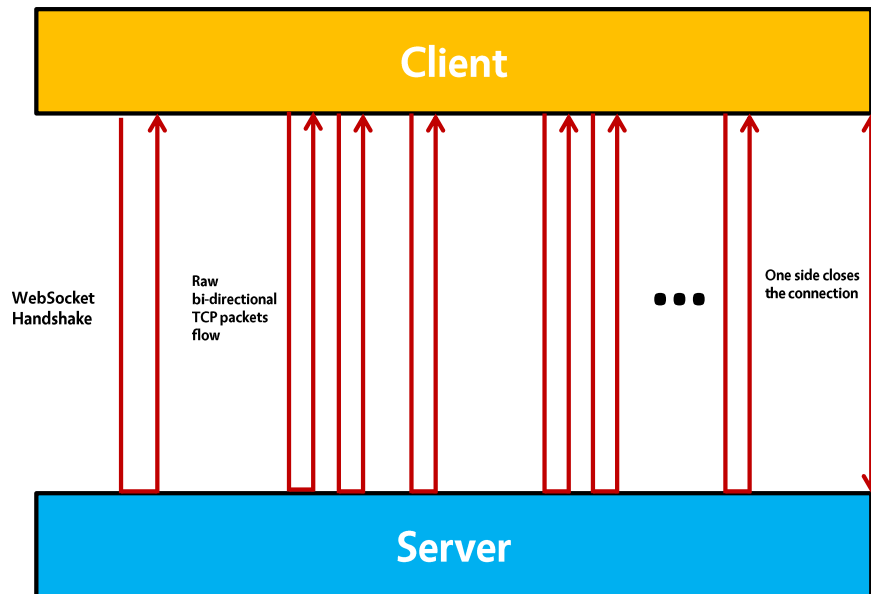 Client
WebSocket
Handshake
Raw
bi-directional
TCP packets
flow
One side closes
the connection
Server